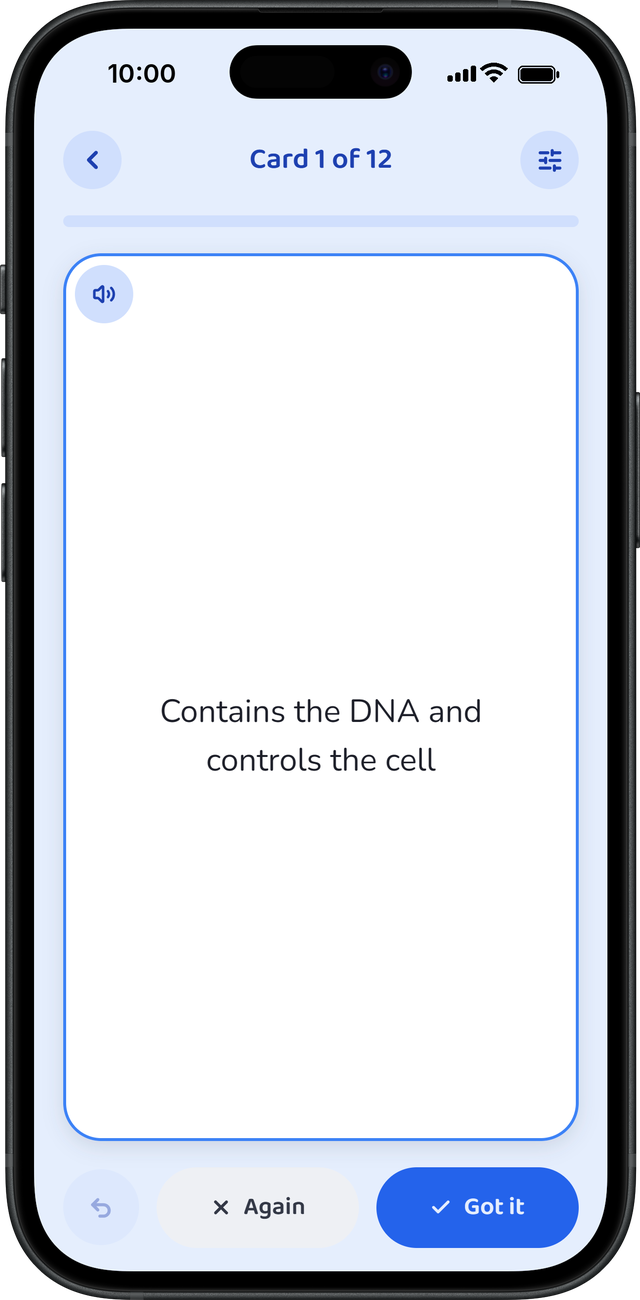 10:00
Card 1 of 12
Contains the DNA and
controls the cell
Again
Got it